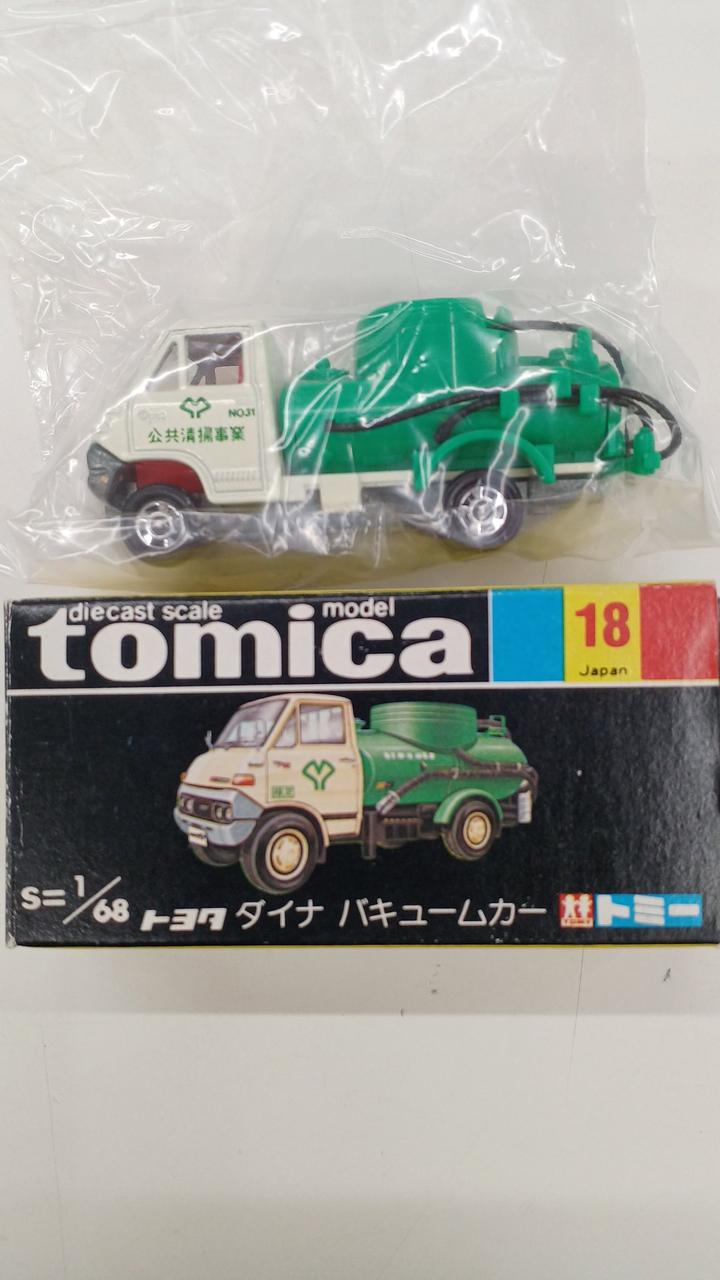 NO31
公共清掃事業
diecast scale model
tomica
18
Japan
S=1/68
トヨタ ダイナ バキュームカー
TOMY
トミー